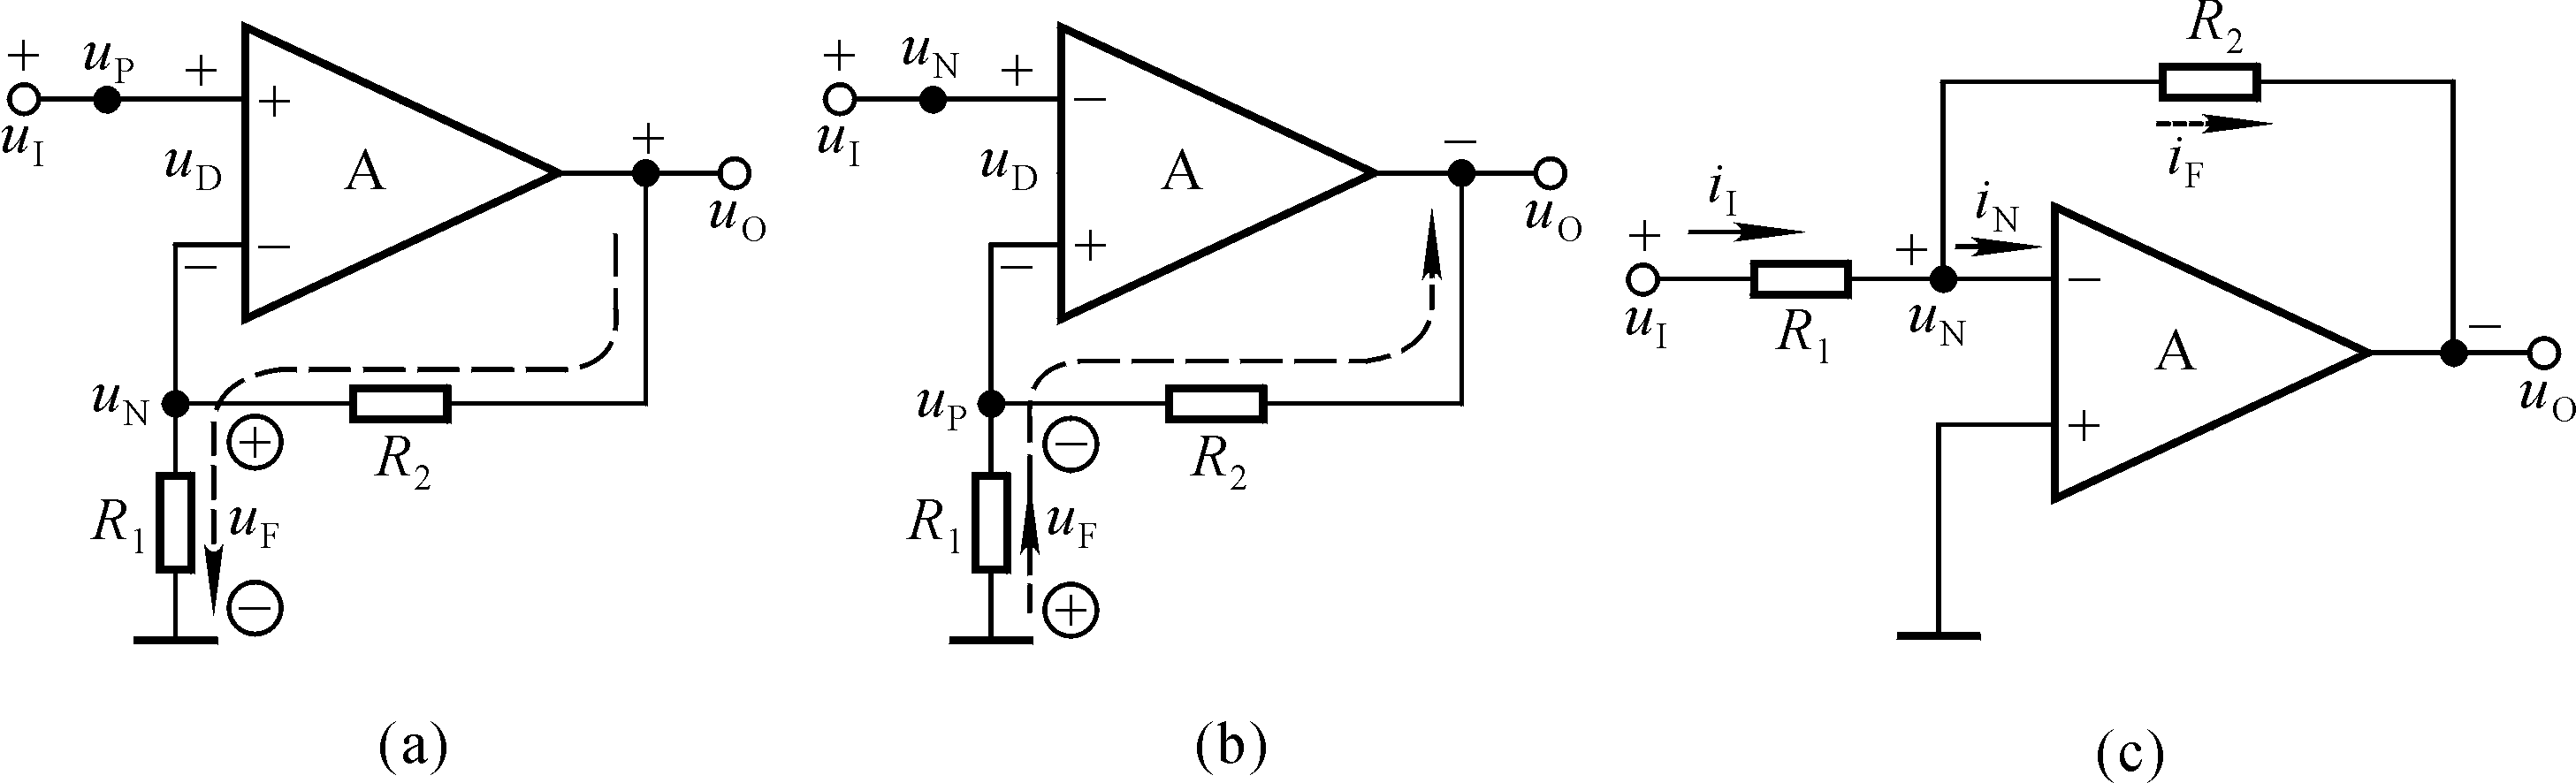 + u_P + + u_I u_D A + u_O − − u_N + R_2 R_1 u_F −
(a)
+ u_N + − u_I u_D A − u_O − + u_P − R_2 R_1 u_F +
(b)
R_2 i_F i_I i_N + + − u_I R_1 u_N A − + u_O
(c)